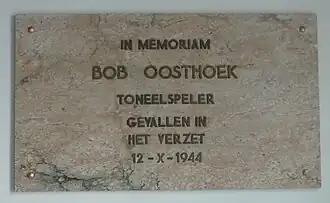 IN MEMORIAM
BOB OOSTHOEK
TONEELSPELER
GEVALLEN IN
HET VERZET
12-X-1944